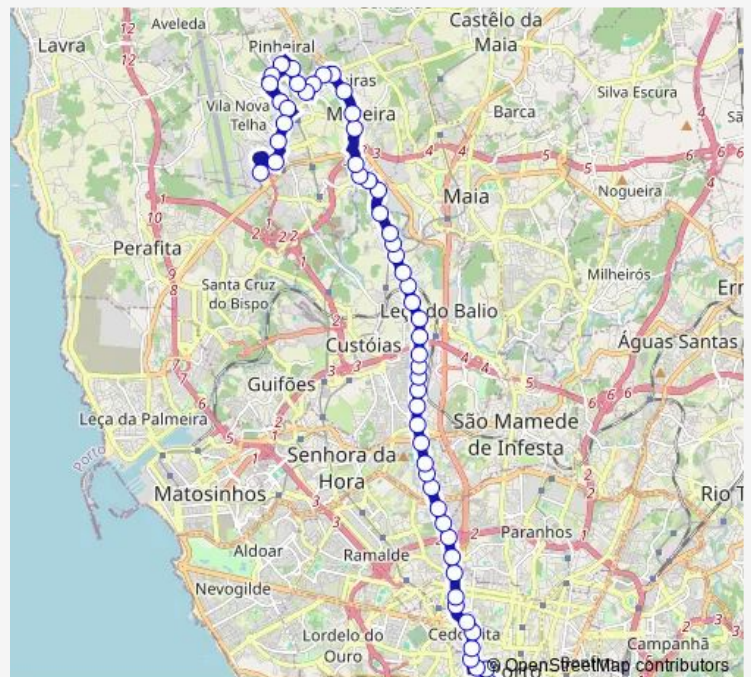 Aveleda
Castêlo da
Maia
Lavra
Pinheiral
Silva Escura
Vila Nova
Telha
Barca
Maia
Nogueira
Perafita
Milheirós
Santa Cruz
do Bispo
Leça do Balio
Custóias
Águas Santas
Guifões
Leça da Palmeira
São Mamede
de Infesta
Senhora da
Hora
Porto
Matosinhos
Paranhos
Aldoar
Ramalde
Nevogilde
Lordelo do
Ouro
Campanhã
© OpenStreetMap contributors